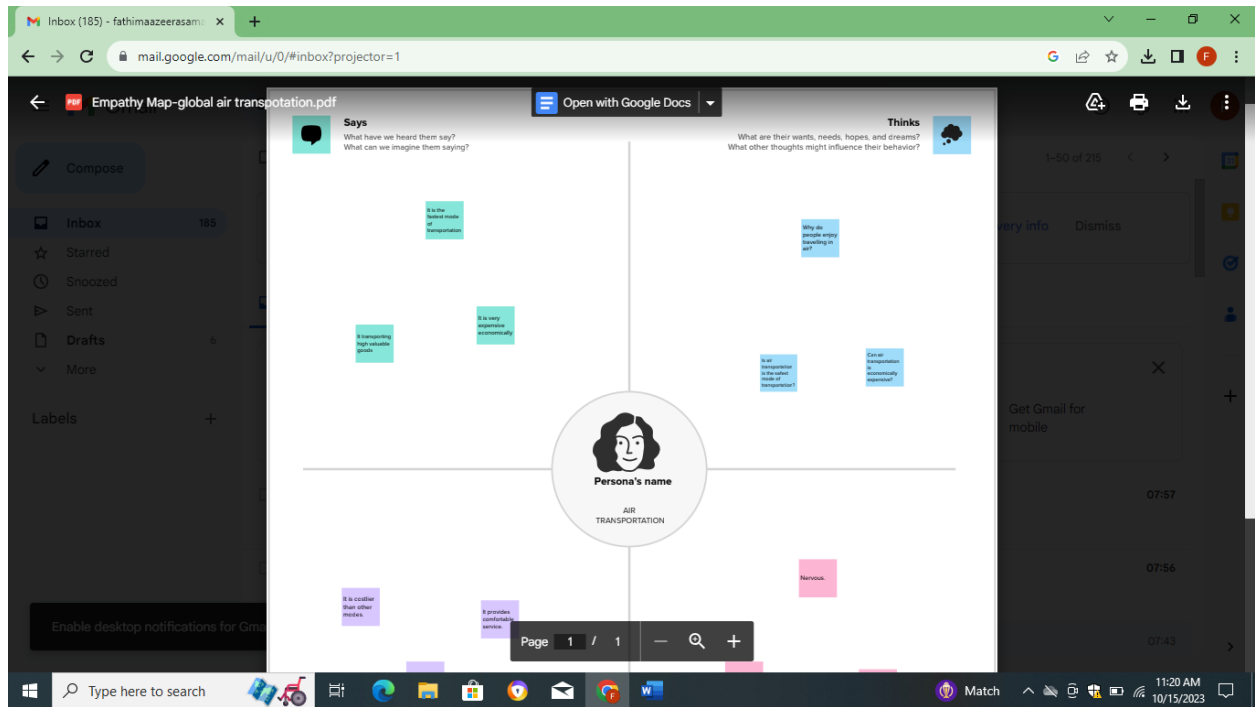 Inbox (185) - fathimaazeerasam
mail.google.com/mail/u/0/#inbox?projector=1
F
PDF
Empathy Map-global air transpotation.pdf
Open with Google Docs
Says
What have we heard them say?
What can we imagine them saying?
Thinks
What are their wants, needs, hopes, and dreams?
What other thoughts might influence their behavior?
Compose
1–50 of 215
Inbox 185
Starred
Snoozed
Sent
Drafts 6
More
Labels
very info
Dismiss
It is the
fastest mode
of
transportation
Why do
people enjoy
travelling in
air?
It transporting
high valuable
goods
It is very
expensive
economically
Is air
transportation
is the safest
mode of
transportation?
Can air
transportation
is
economically
expensive?
Get Gmail for
mobile
Persona's name
AIR
TRANSPORTATION
07:57
07:56
07:43
Nervous.
It is costlier
than other
modes.
It provides
comfortable
service.
Enable desktop notifications for Gma
Page 1 / 1
Type here to search
Match
11:20 AM
10/15/2023